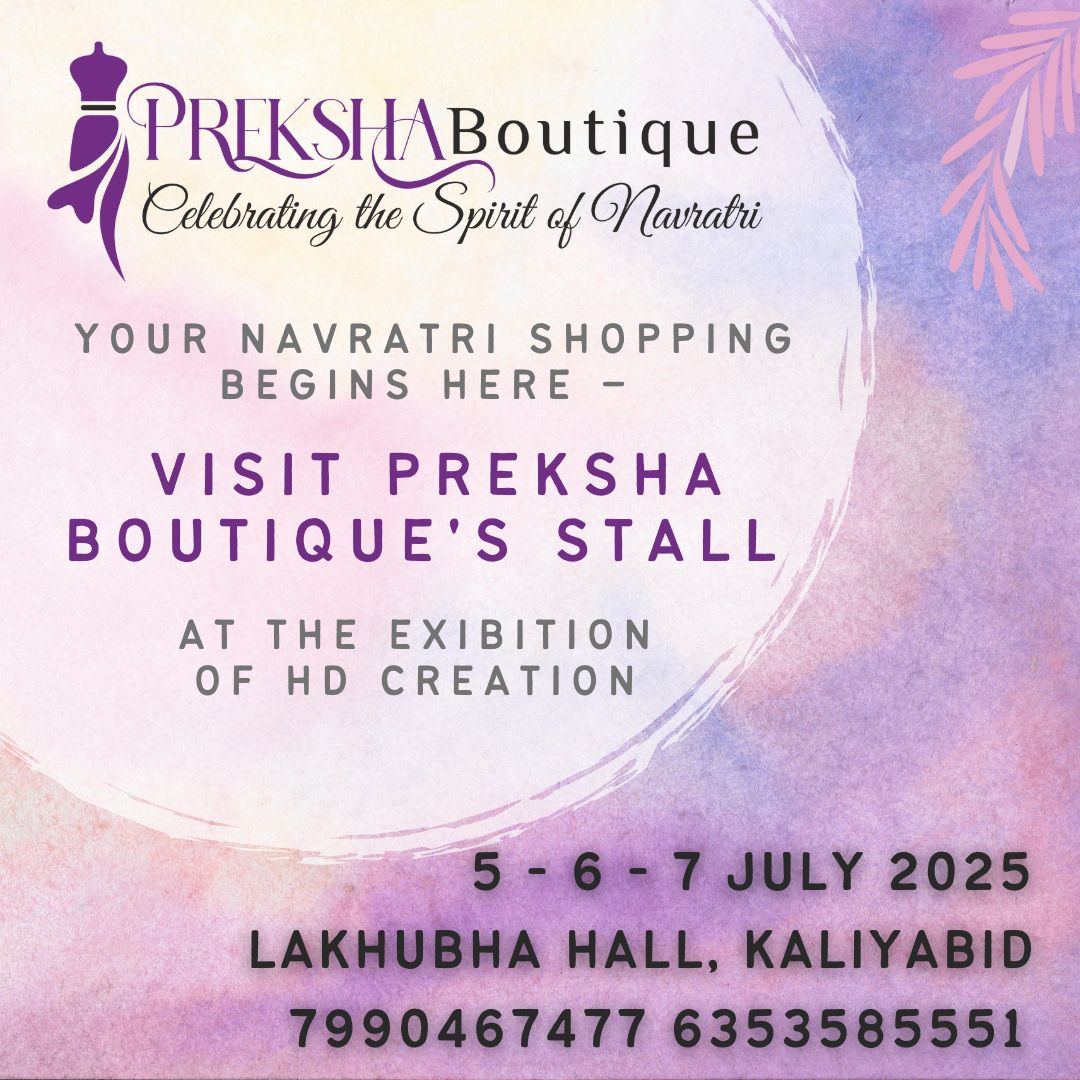 PREKSHA Boutique
Celebrating the Spirit of Navratri
YOUR NAVRATRI SHOPPING
BEGINS HERE –
VISIT PREKSHA
BOUTIQUE'S STALL
AT THE EXIBITION
OF HD CREATION
5 - 6 - 7 JULY 2025
LAKHUBHA HALL, KALIYABID
7990467477 6353585551